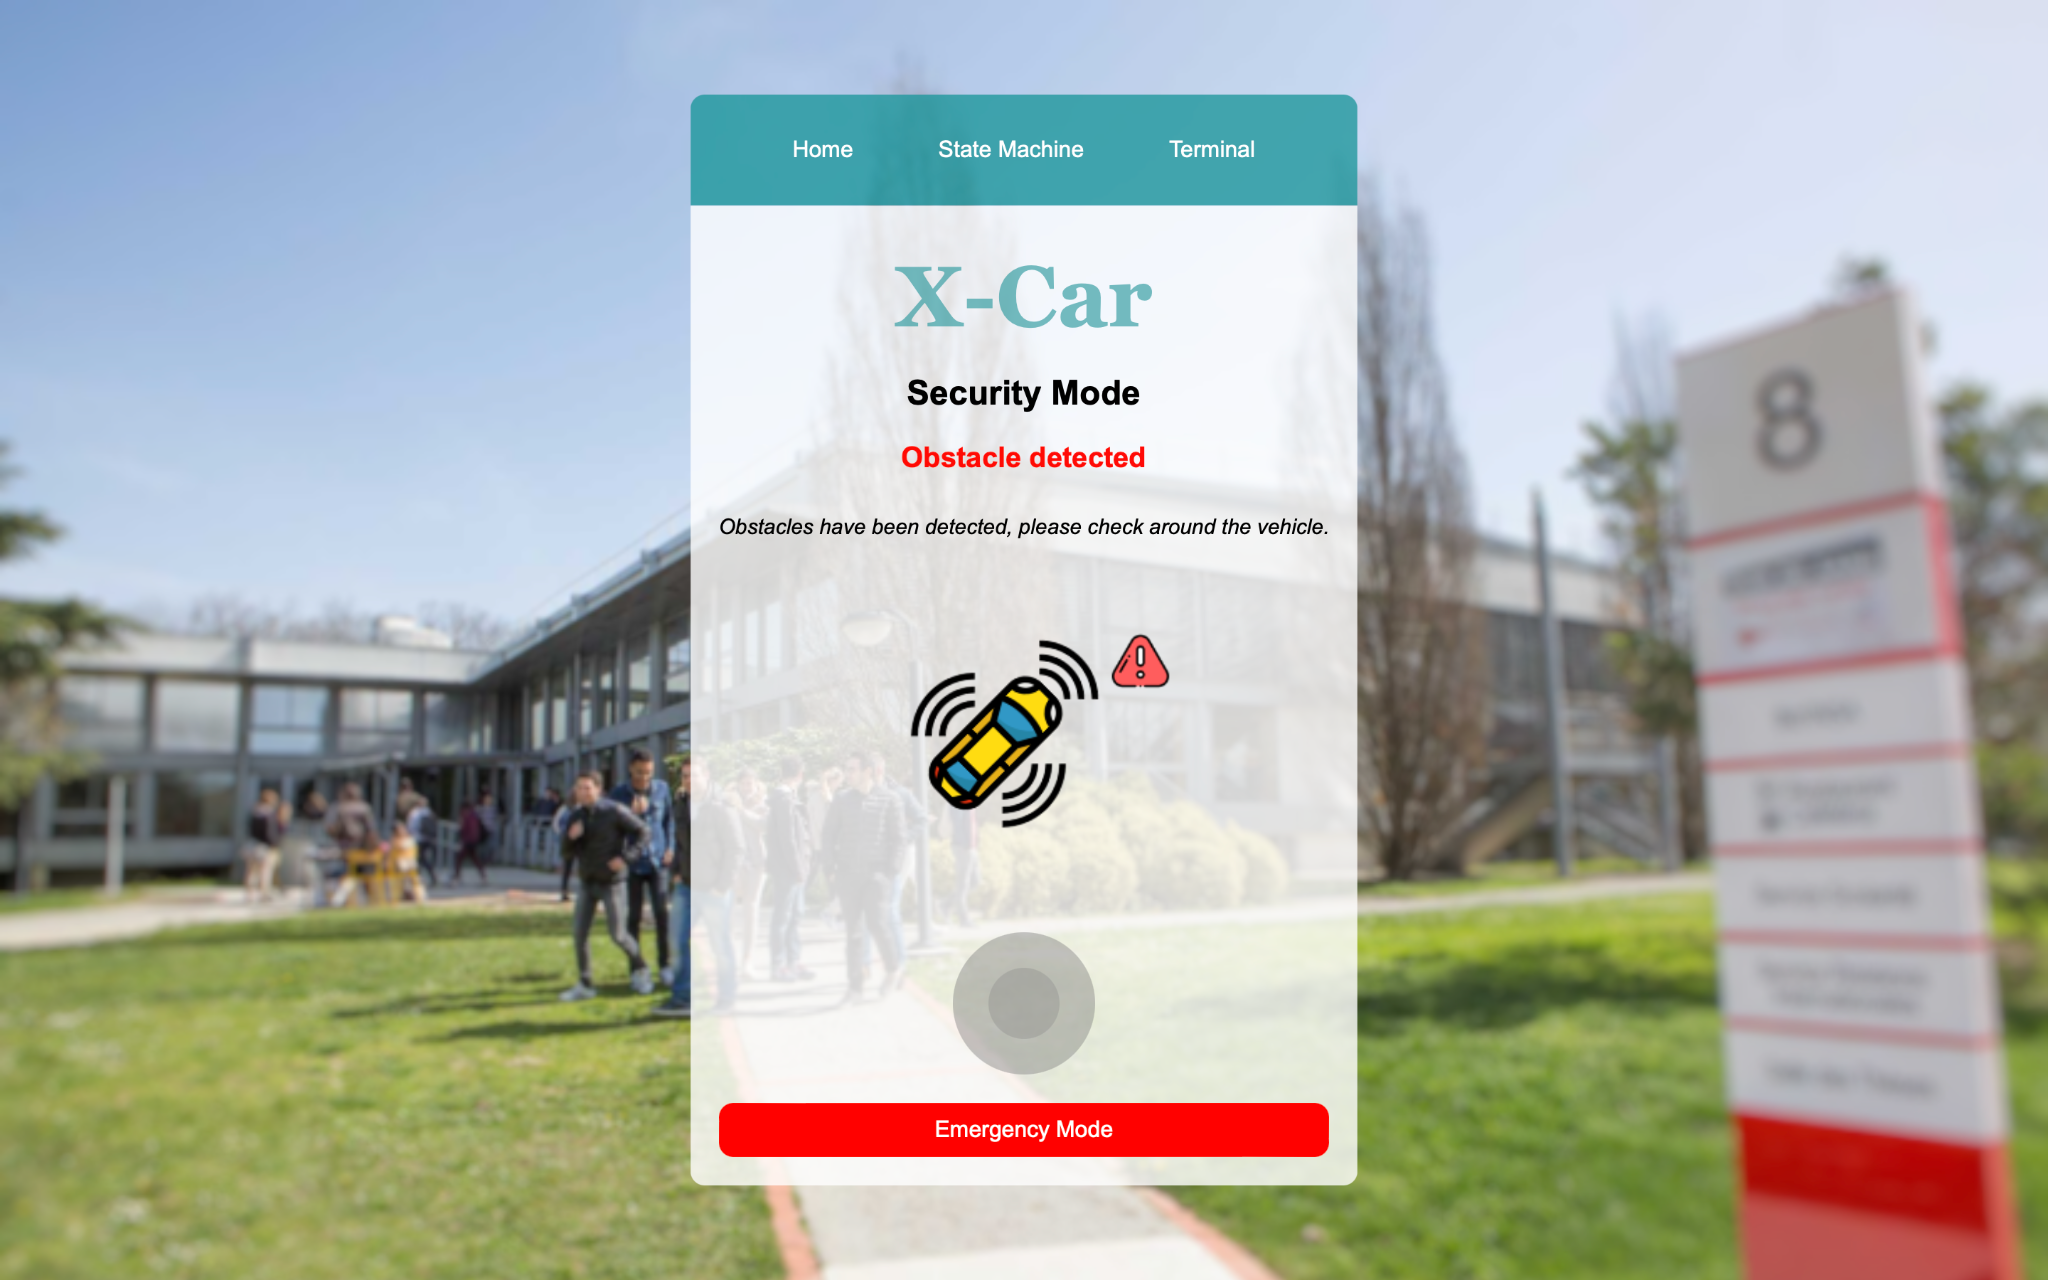 Home
State Machine
Terminal
X-Car
Security Mode
Obstacle detected
Obstacles have been detected, please check around the vehicle.
Emergency Mode
8